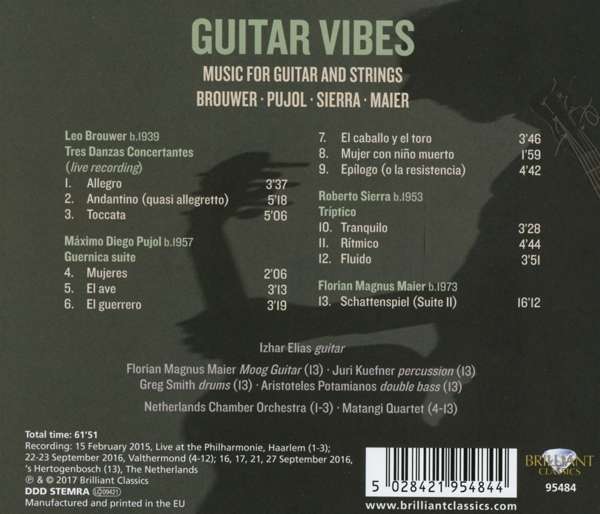 GUITAR VIBES
MUSIC FOR GUITAR AND STRINGS
BROUWER · PUJOL · SIERRA · MAIER
Leo Brouwer b.1939
Tres Danzas Concertantes
(live recording)
1. Allegro 3'37
2. Andantino (quasi allegretto) 5'18
3. Toccata 5'06
Máximo Diego Pujol b.1957
Guernica suite
4. Mujeres 2'06
5. El ave 3'13
6. El guerrero 3'19
7. El caballo y el toro 3'46
8. Mujer con niño muerto 1'59
9. Epílogo (o la resistencia) 4'42
Roberto Sierra b.1953
Tríptico
10. Tranquilo 3'28
11. Rítmico 4'44
12. Fluido 3'51
Florian Magnus Maier b.1973
13. Schattenspiel (Suite II) 16'12
Izhar Elias guitar
Florian Magnus Maier Moog Guitar (13) · Juri Kuefner percussion (13)
Greg Smith drums (13) · Aristoteles Potamianos double bass (13)
Netherlands Chamber Orchestra (1-3) · Matangi Quartet (4-13)
Total time: 61'51
Recording: 15 February 2015, Live at the Philharmonie, Haarlem (1-3);
22-23 September 2016, Valthermond (4-12); 16, 17, 21, 27 September 2016,
's Hertogenbosch (13), The Netherlands
℗ & © 2017 Brilliant Classics
DDD STEMRA LC09421
Manufactured and printed in the EU
5 028421 954844
www.brilliantclassics.com
BRILLIANT
CLASSICS
95484